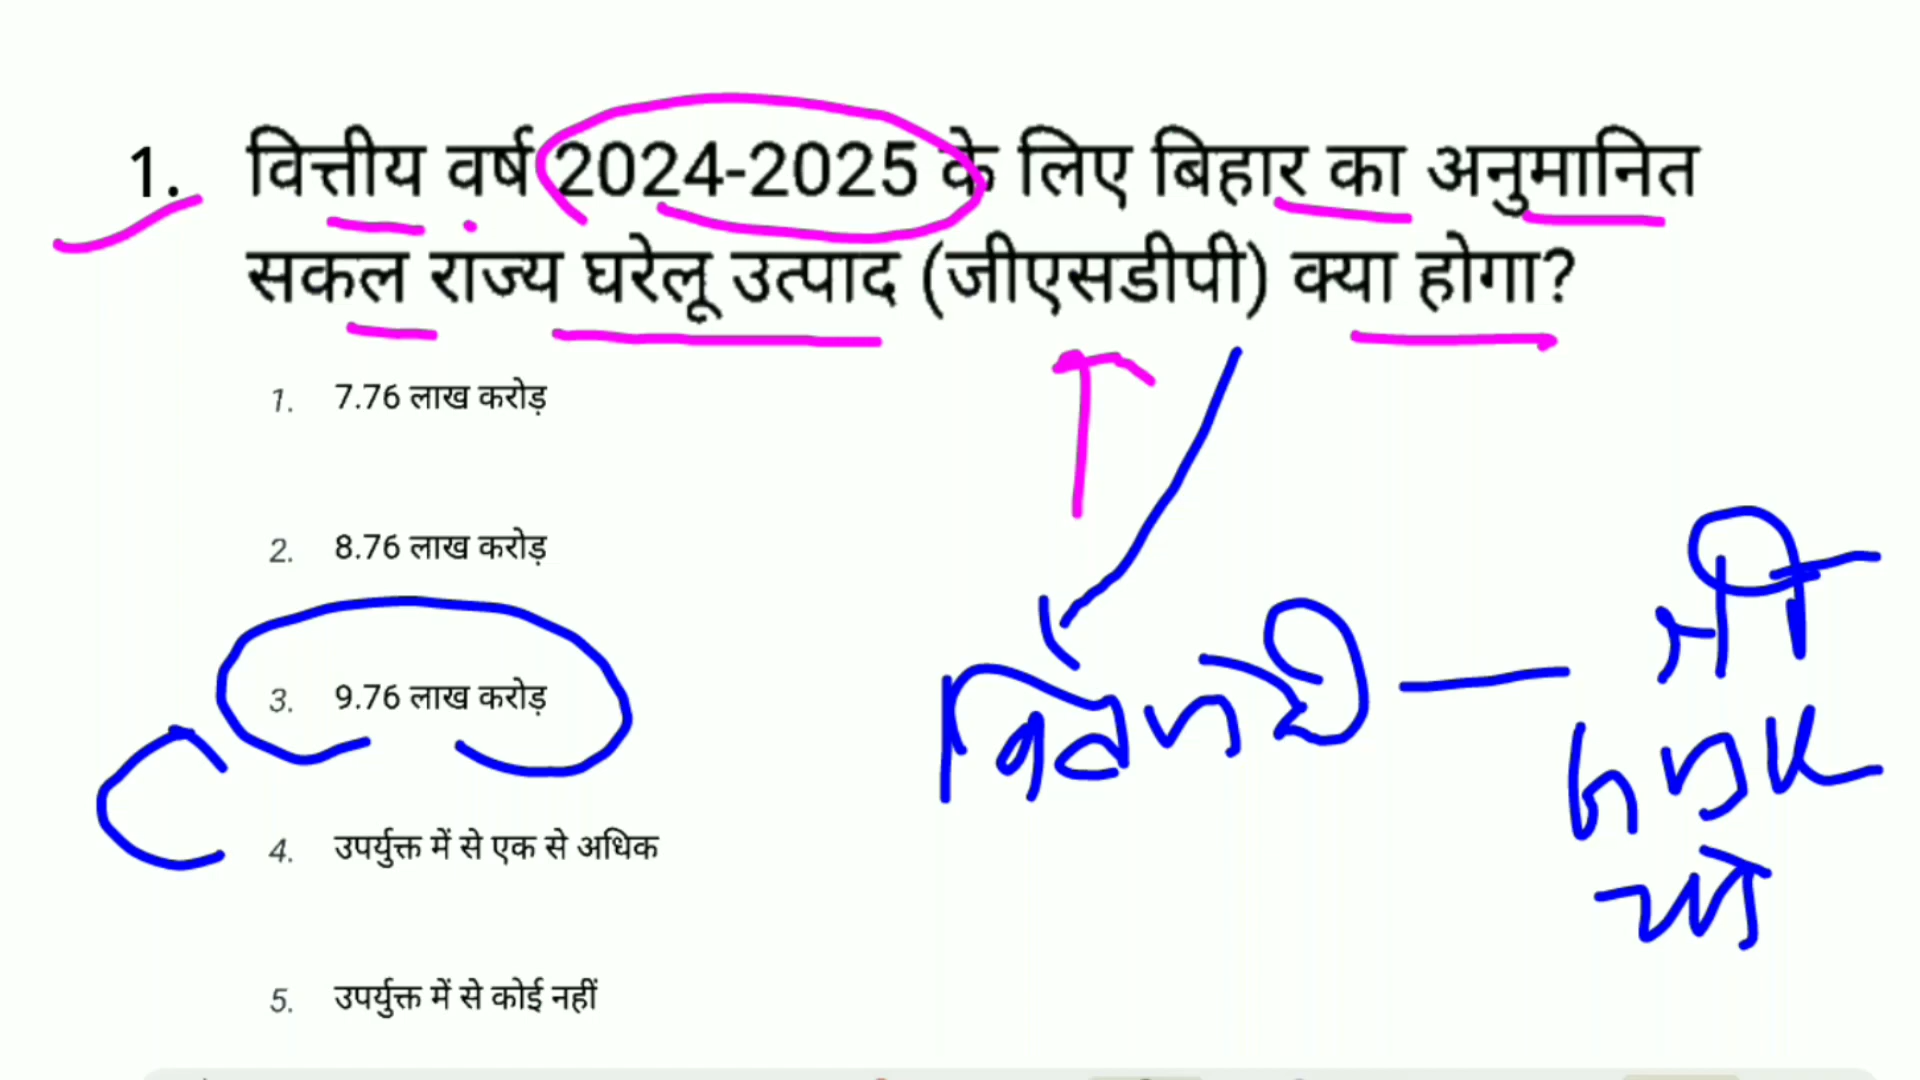 1. वित्तीय वर्ष 2024-2025 के लिए बिहार का अनुमानित
सकल राज्य घरेलू उत्पाद (जीएसडीपी) क्या होगा?
1. 7.76 लाख करोड़
2. 8.76 लाख करोड़
3. 9.76 लाख करोड़
4. उपर्युक्त में से एक से अधिक
5. उपर्युक्त में से कोई नहीं